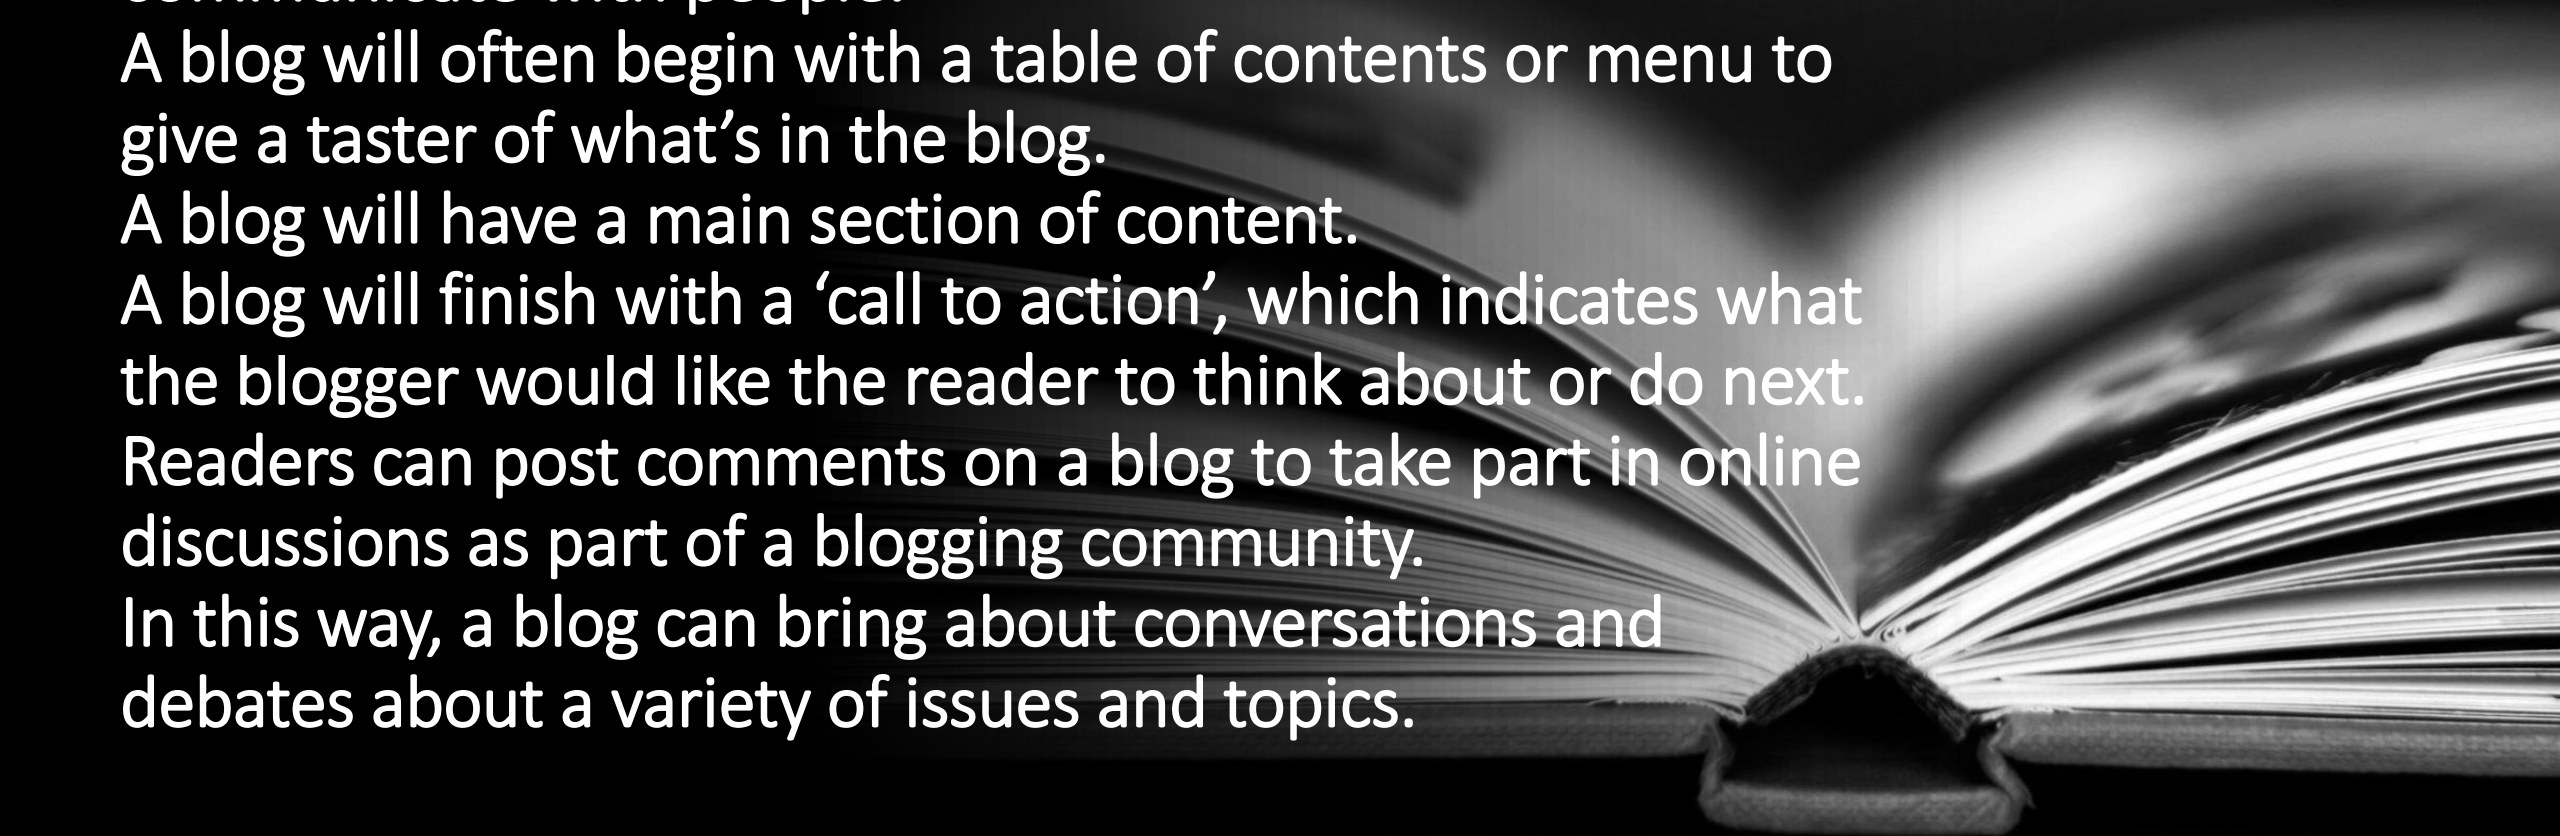 communicate with people.
A blog will often begin with a table of contents or menu to
give a taster of what’s in the blog.
A blog will have a main section of content.
A blog will finish with a ‘call to action’, which indicates what
the blogger would like the reader to think about or do next.
Readers can post comments on a blog to take part in online
discussions as part of a blogging community.
In this way, a blog can bring about conversations and
debates about a variety of issues and topics.